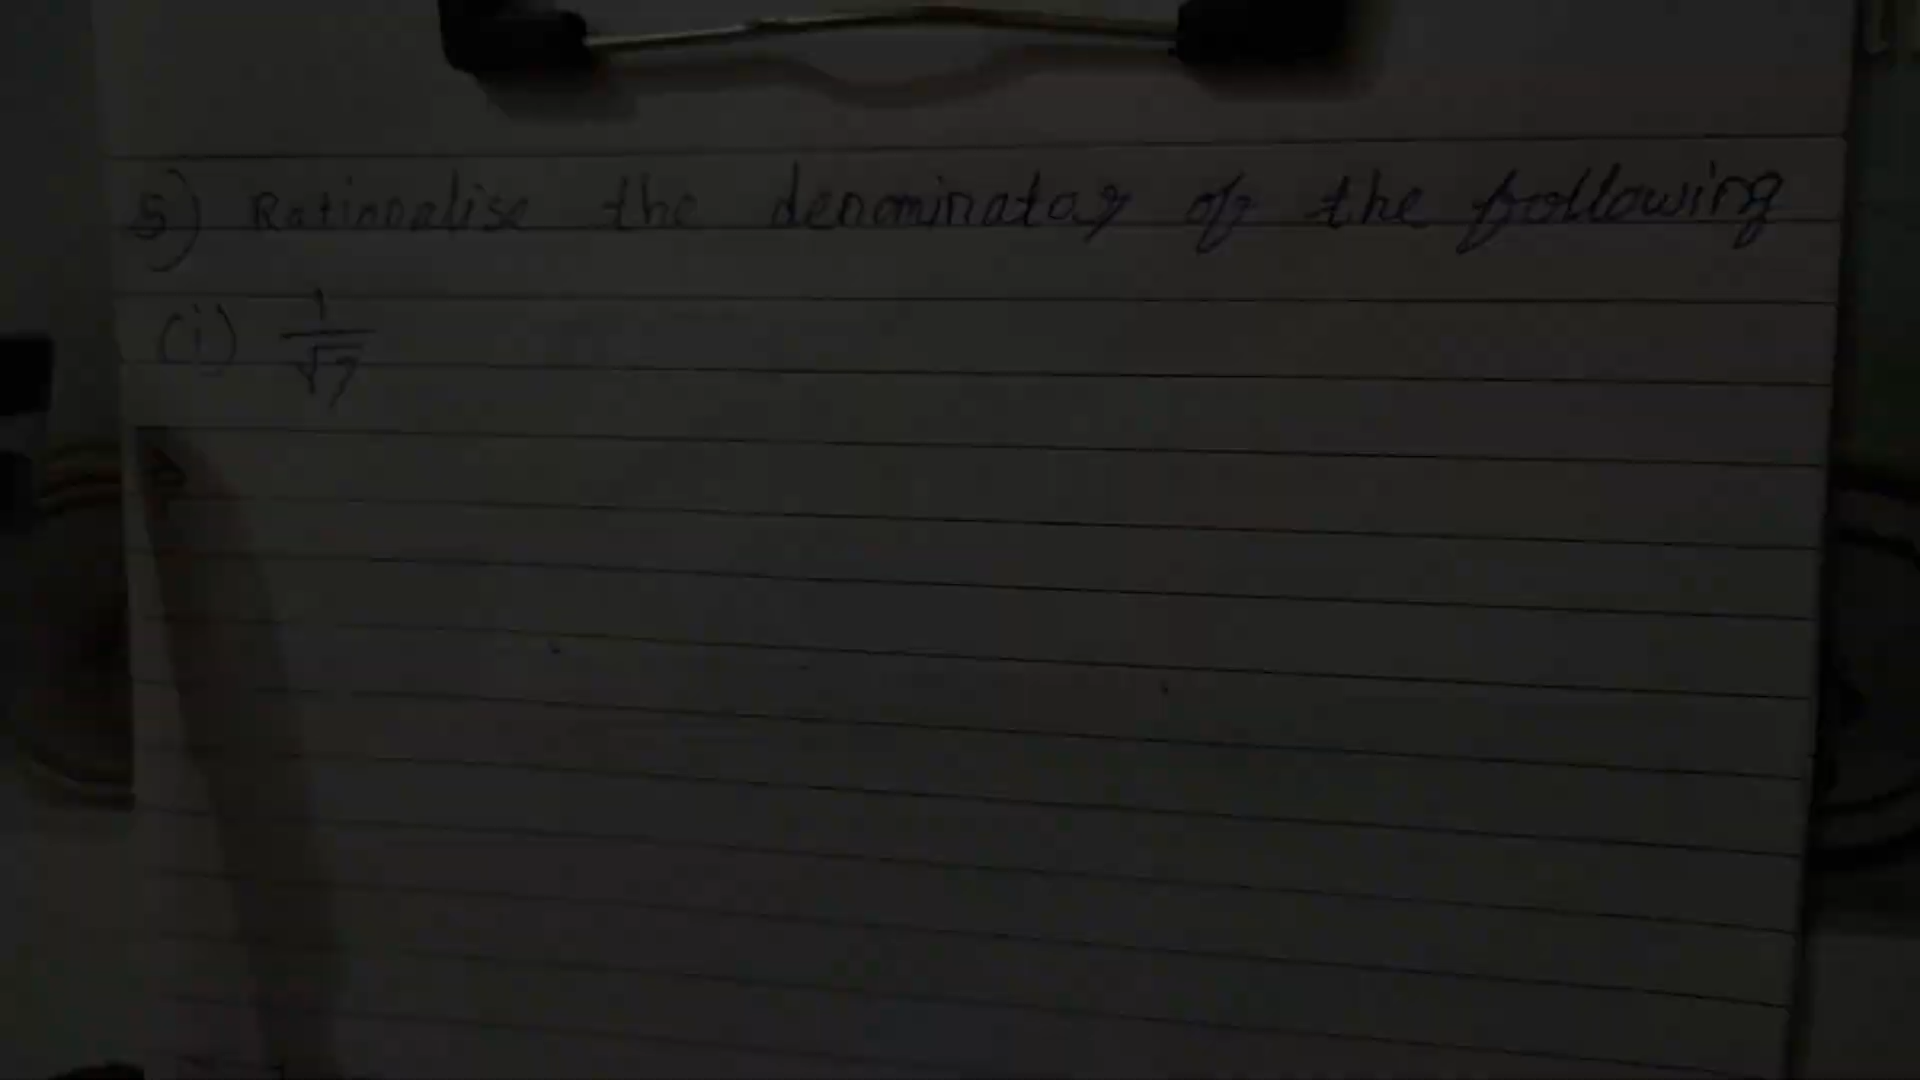 5) Rationalise the denominator of the following
(i) 1/√7